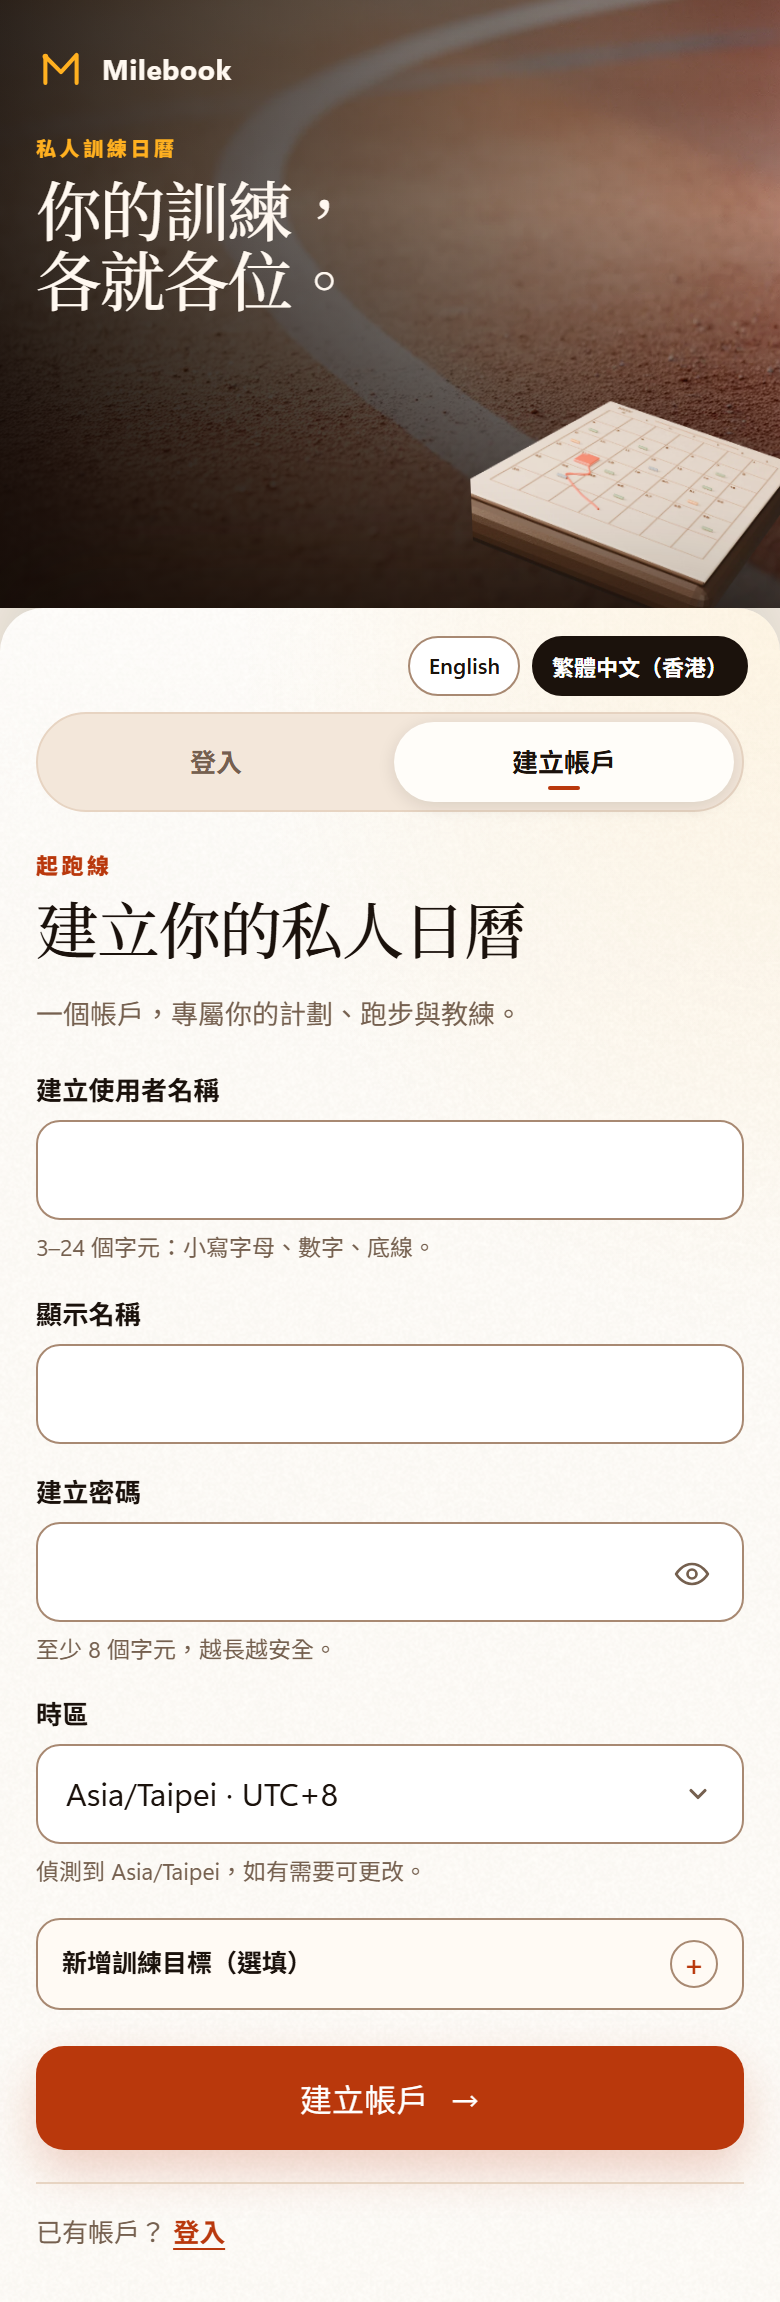 Milebook
私人訓練日曆
你的訓練，
各就各位。
English
繁體中文（香港）
登入
建立帳戶
起跑線
建立你的私人日曆
一個帳戶，專屬你的計劃、跑步與教練。
建立使用者名稱
3–24 個字元：小寫字母、數字、底線。
顯示名稱
建立密碼
至少 8 個字元，越長越安全。
時區
Asia/Taipei · UTC+8
偵測到 Asia/Taipei，如有需要可更改。
新增訓練目標（選填）
+
建立帳戶 →
已有帳戶？ 登入